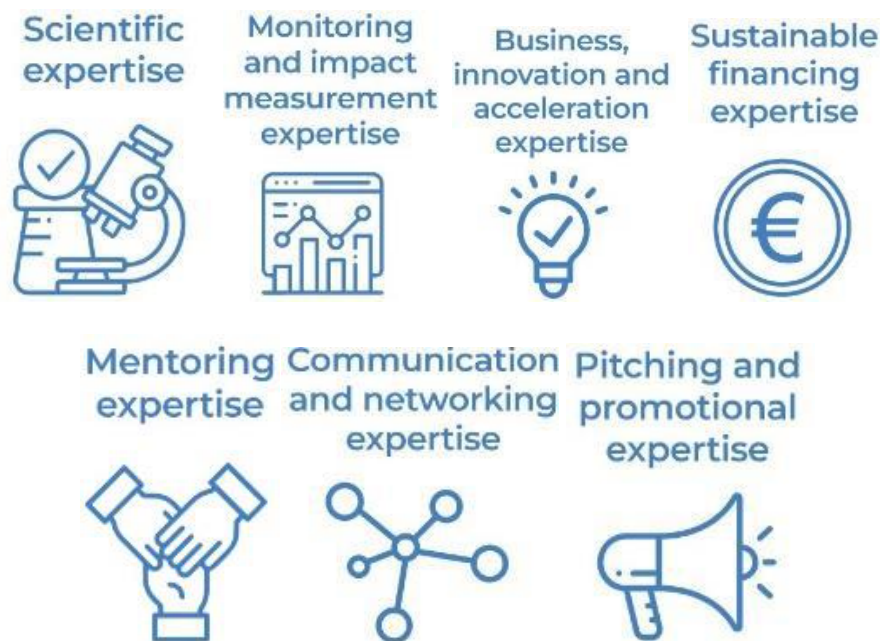 Scientific
expertise
Monitoring
and impact
measurement
expertise
Business,
innovation and
acceleration
expertise
Sustainable
financing
expertise
€
Mentoring
expertise
Communication
and networking
expertise
Pitching and
promotional
expertise